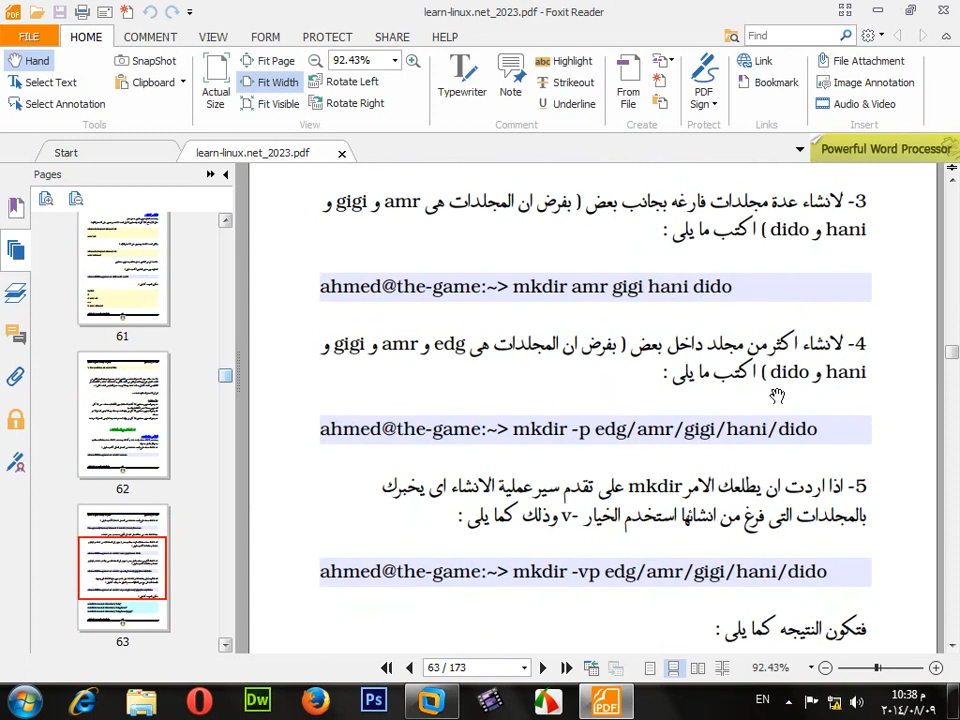 learn-linux.net_2023.pdf - Foxit Reader
FILE HOME COMMENT VIEW FORM PROTECT SHARE HELP Find
Hand SnapShot Fit Page 92.43% Highlight Link File Attachment
Select Text Clipboard Actual Size Fit Width Rotate Left Typewriter Note Strikeout From File PDF Sign Bookmark Image Annotation
Select Annotation Fit Visible Rotate Right Underline Audio & Video
Tools View Comment Create Protect Links Insert
Start learn-linux.net_2023.pdf Powerful Word Processor
Pages
61
62
63
3- لانشاء عدة مجلدات فارغه بجانب بعض ( بفرض ان المجلدات هى amr و gigi و
hani و dido ) اكتب ما يلى :
ahmed@the-game:~> mkdir amr gigi hani dido
4- لانشاء اكثر من مجلد داخل بعض ( بفرض ان المجلدات هى edg و amr و gigi و
hani و dido ) اكتب ما يلى :
ahmed@the-game:~> mkdir -p edg/amr/gigi/hani/dido
5- اذا اردت ان يطلعك الامر mkdir على تقدم سير عملية الانشاء اى يخبرك
بالمجلدات التى فرغ من انشائها استخدم الخيار -v وذلك كما يلى :
ahmed@the-game:~> mkdir -vp edg/amr/gigi/hani/dido
فتكون النتيجه كما يلى :
63 / 173 92.43%
EN
10:38 م
٢٠١٤/٠٨/٠٩